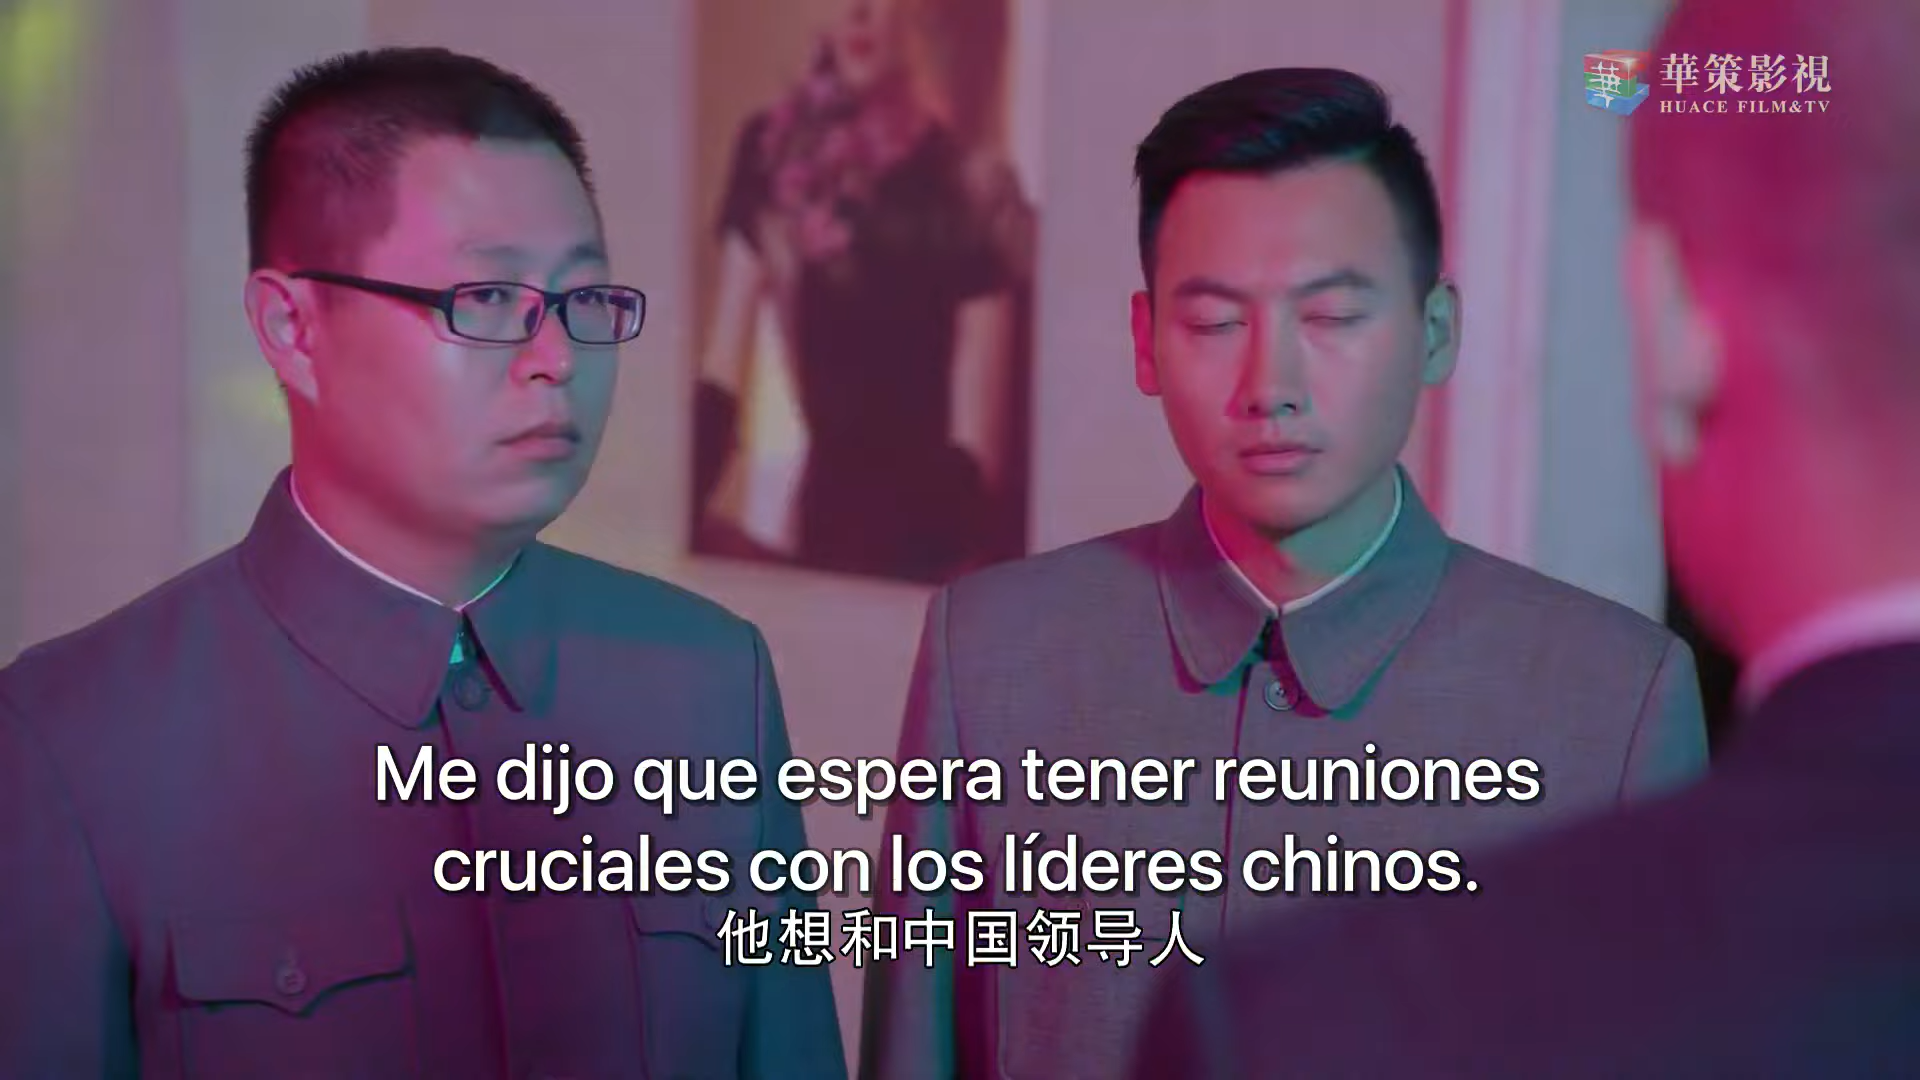 華策影視
HUACE FILM&TV
Me dijo que espera tener reuniones
cruciales con los líderes chinos.
他想和中国领导人